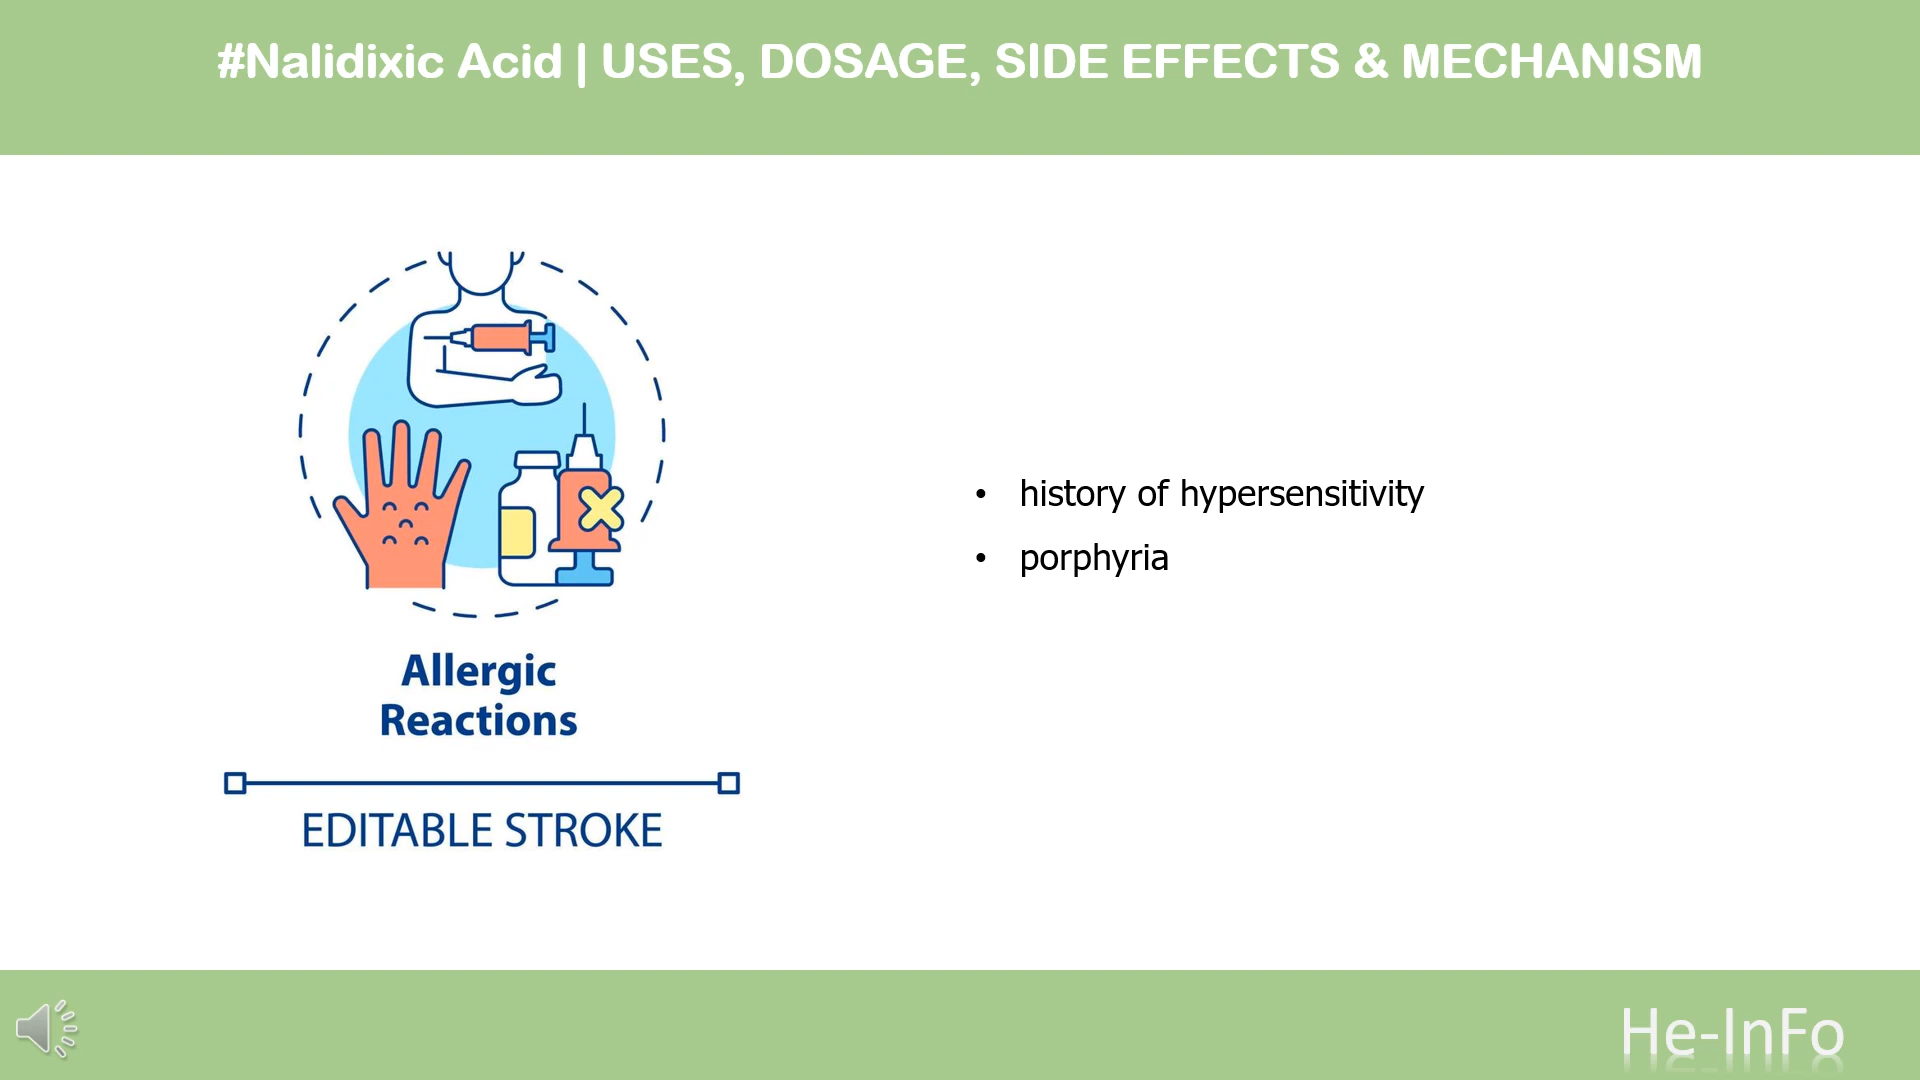 #Nalidixic Acid | USES, DOSAGE, SIDE EFFECTS & MECHANISM
Allergic
Reactions
EDITABLE STROKE
• history of hypersensitivity
• porphyria
He-InFo